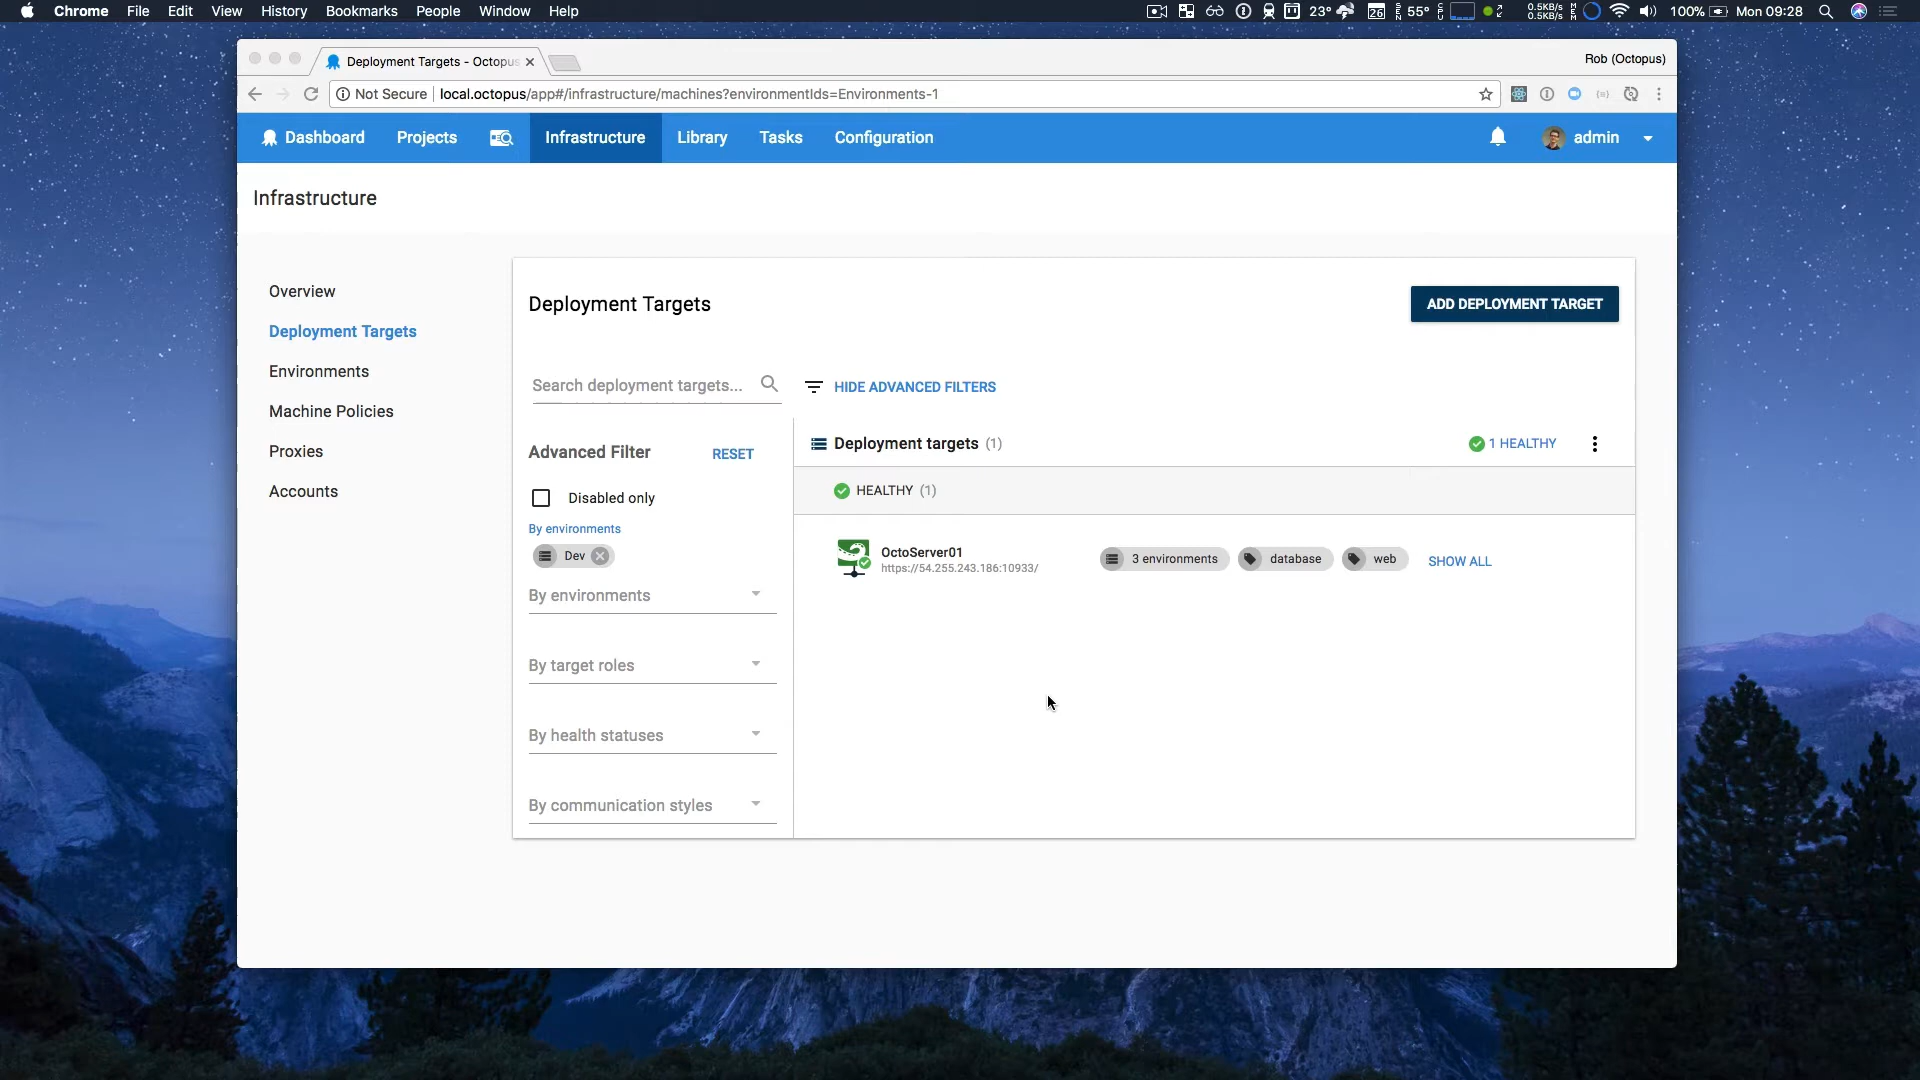 Chrome File Edit View History Bookmarks People Window Help 23° 26 55° 0.5KB/s 0.5KB/s 100% Mon 09:28
Deployment Targets - Octopus Rob (Octopus)
Not Secure local.octopus/app#/infrastructure/machines?environmentIds=Environments-1
Dashboard Projects Infrastructure Library Tasks Configuration admin
Infrastructure
Overview
Deployment Targets
Environments
Machine Policies
Proxies
Accounts
Deployment Targets ADD DEPLOYMENT TARGET
Search deployment targets... HIDE ADVANCED FILTERS
Advanced Filter RESET
Disabled only
By environments
Dev
By environments
By target roles
By health statuses
By communication styles
Deployment targets (1) 1 HEALTHY
HEALTHY (1)
OctoServer01 3 environments database web SHOW ALL
https://54.255.243.186:10933/